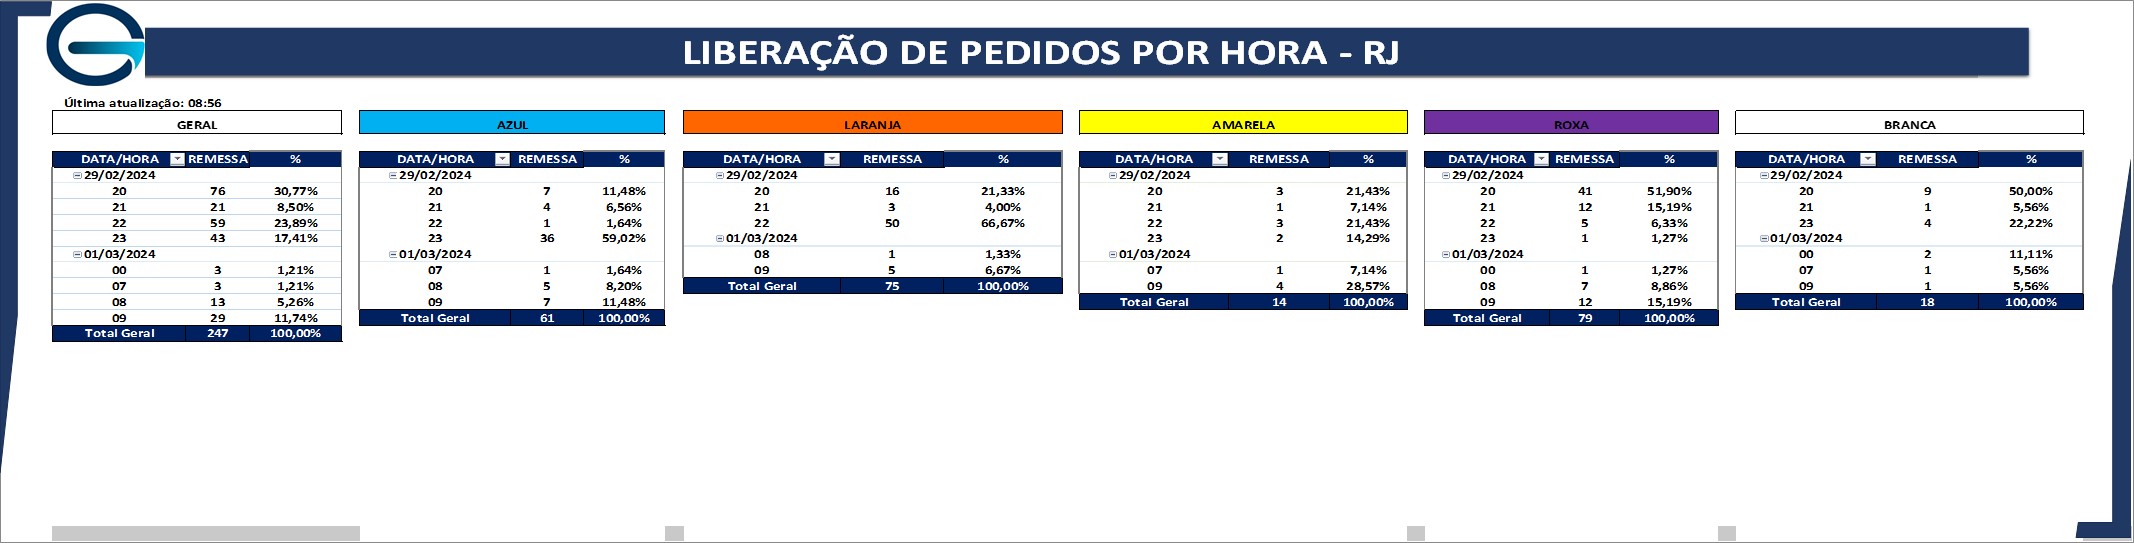 LIBERAÇÃO DE PEDIDOS POR HORA - RJ
Última atualização: 08:56
GERAL
DATA/HORA REMESSA %
29/02/2024
20 76 30,77%
21 21 8,50%
22 59 23,89%
23 43 17,41%
01/03/2024
00 3 1,21%
07 3 1,21%
08 13 5,26%
09 29 11,74%
Total Geral 247 100,00%
AZUL
DATA/HORA REMESSA %
29/02/2024
20 7 11,48%
21 4 6,56%
22 1 1,64%
23 36 59,02%
01/03/2024
07 1 1,64%
08 5 8,20%
09 7 11,48%
Total Geral 61 100,00%
LARANJA
DATA/HORA REMESSA %
29/02/2024
20 16 21,33%
21 3 4,00%
22 50 66,67%
01/03/2024
08 1 1,33%
09 5 6,67%
Total Geral 75 100,00%
AMARELA
DATA/HORA REMESSA %
29/02/2024
20 3 21,43%
21 1 7,14%
22 3 21,43%
23 2 14,29%
01/03/2024
07 1 7,14%
09 4 28,57%
Total Geral 14 100,00%
ROXA
DATA/HORA REMESSA %
29/02/2024
20 41 51,90%
21 12 15,19%
22 5 6,33%
23 1 1,27%
01/03/2024
00 1 1,27%
08 7 8,86%
09 12 15,19%
Total Geral 79 100,00%
BRANCA
DATA/HORA REMESSA %
29/02/2024
20 9 50,00%
21 1 5,56%
23 4 22,22%
01/03/2024
00 2 11,11%
07 1 5,56%
09 1 5,56%
Total Geral 18 100,00%